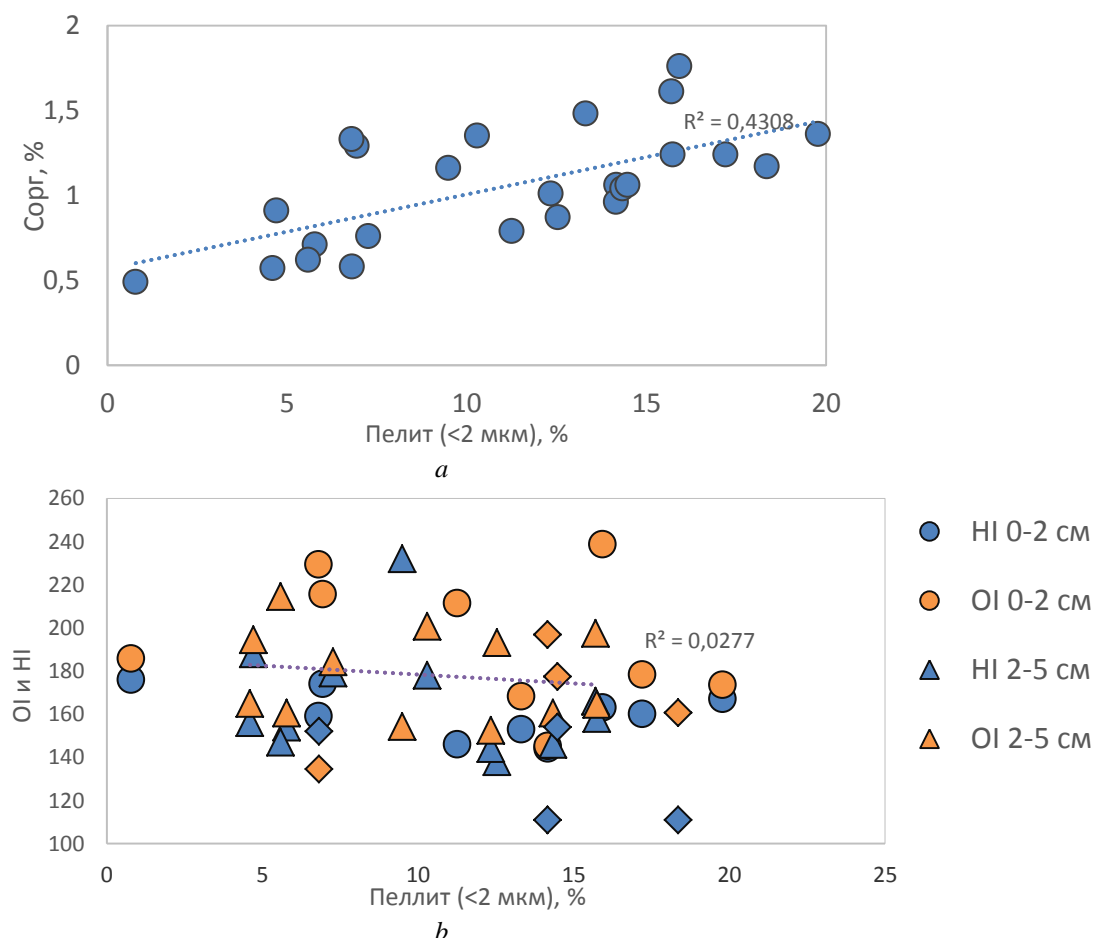 2
1,5
1
0,5
0
Сорг, %
R² = 0,4308
0 5 10 15 20
Пелит (<2 мкм), %
a
260
240
220
200
180
160
140
120
100
OI и HI
R² = 0,0277
0 5 10 15 20 25
Пеллит (<2 мкм), %
b
HI 0-2 см
OI 0-2 см
HI 2-5 см
OI 2-5 см